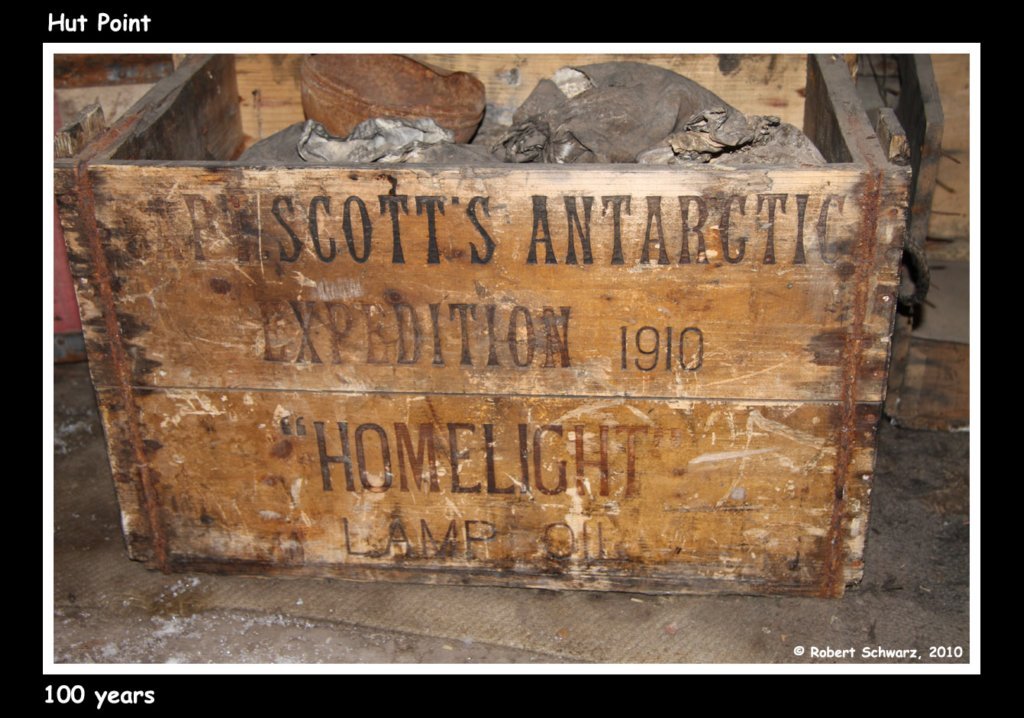 Hut Point
SCOTT'S ANTARCTIC
EXPEDITION 1910
"HOMELIGHT"
LAMP OIL
© Robert Schwarz, 2010
100 years